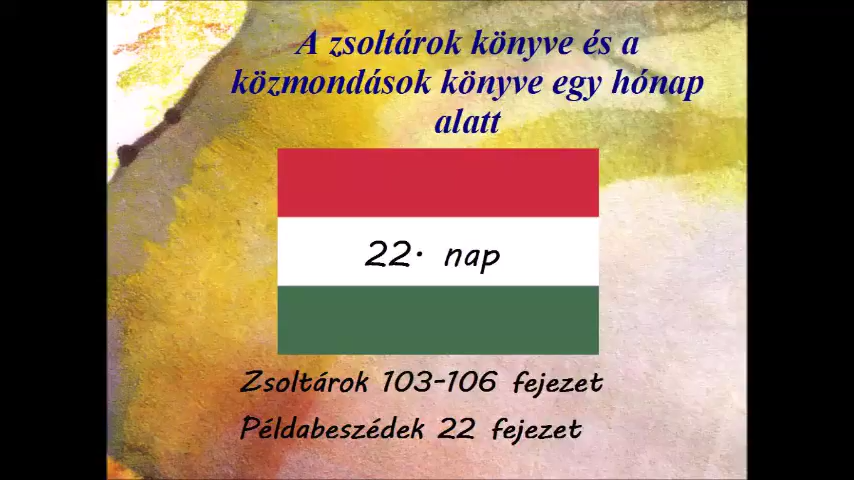 A zsoltárok könyve és a
közmondások könyve egy hónap
alatt
22. nap
Zsoltárok 103-106 fejezet
Példabeszédek 22 fejezet